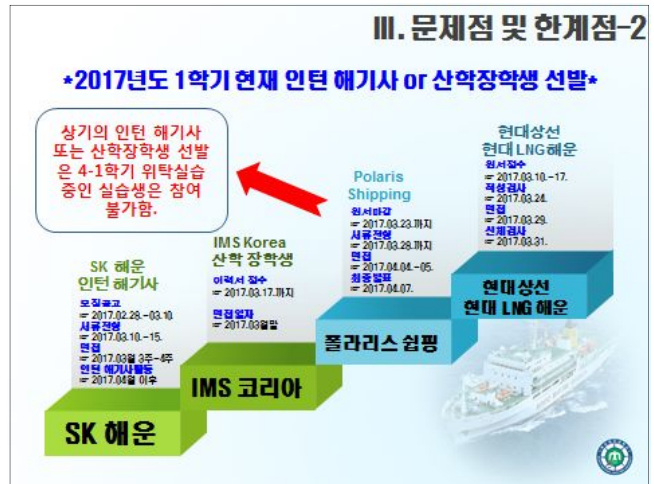 III. 문제점 및 한계점-2
*2017년도 1학기 현재 인턴 해기사 or 산학장학생 선발*
상기의 인턴 해기사
또는 산학장학생 선발
은 4-1학기 위탁실습
중인 실습생은 참여
불가함.
SK 해운
인턴 해기사
모집공고
☞ 2017.02.28.-03.10.
서류전형
☞ 2017.03.10.-15.
면접
☞ 2017.03월 3주-4주
인턴 해기사활동
☞ 2017.04월 이후
SK 해운
IMS Korea
산학 장학생
이력서 접수
☞ 2017.03.17.까지
면접일자
☞ 2017.03월말
IMS 코리아
Polaris
Shipping
원서마감
☞ 2017.03.23.까지
서류전형
☞ 2017.03.28.까지
면접
☞ 2017.04.04.-05.
최종발표
☞ 2017.04.07.
폴라리스 쉽핑
현대상선
현대 LNG 해운
원서접수
☞ 2017.03.10.-17.
적성검사
☞ 2017.03.24.
면접
☞ 2017.03.29.
신체검사
☞ 2017.03.31.
현대상선
현대 LNG 해운